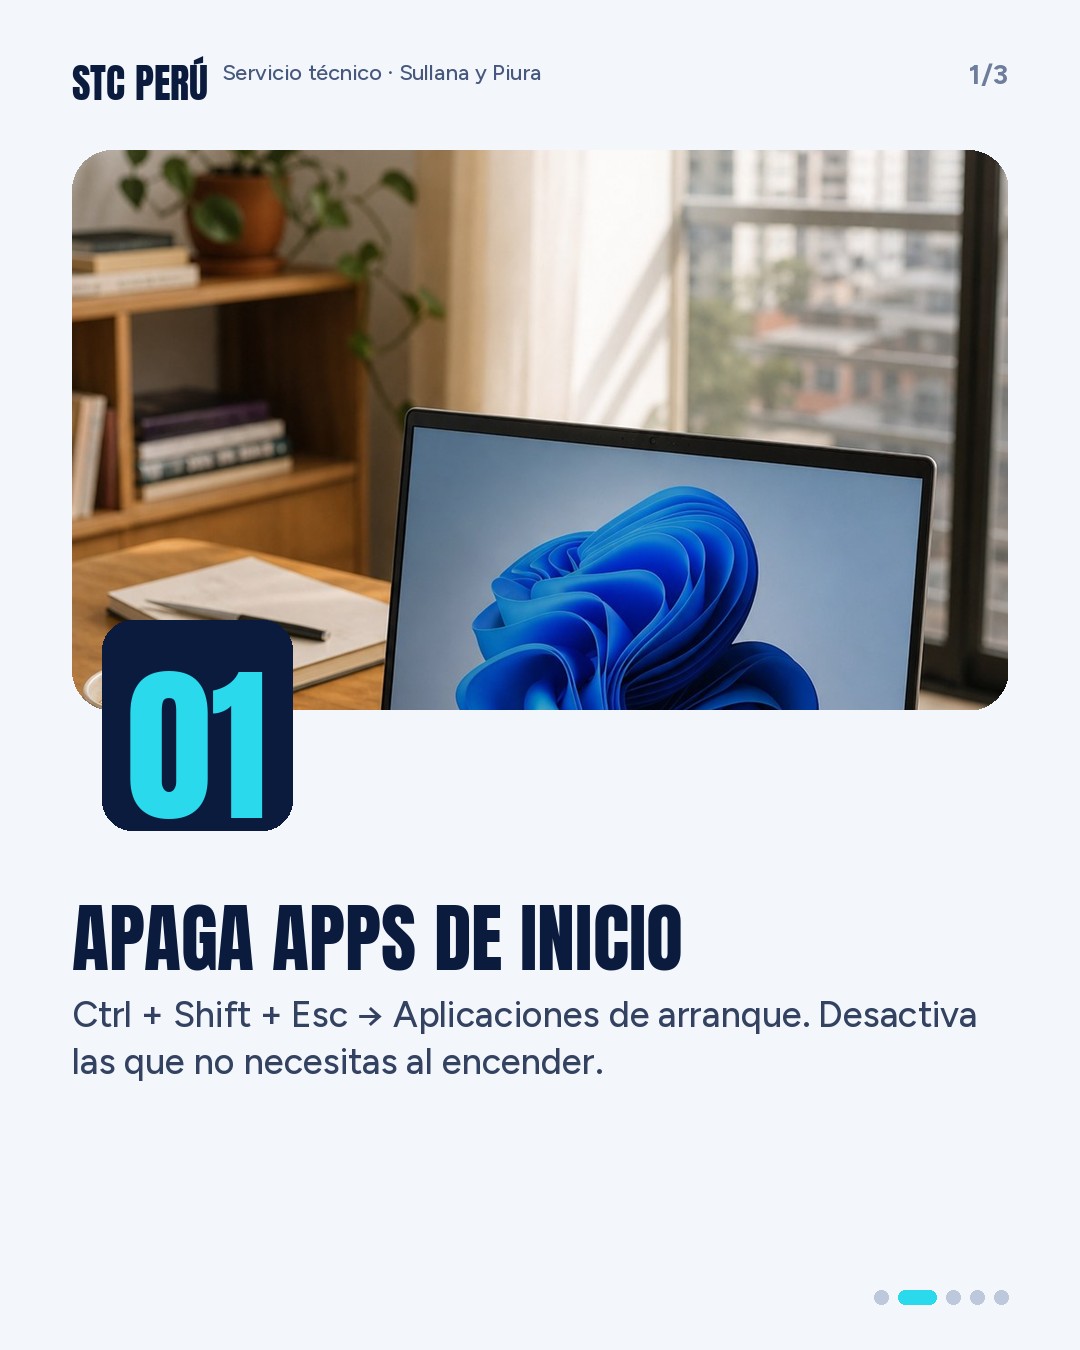 STC PERÚ Servicio técnico · Sullana y Piura 1/3
01
APAGA APPS DE INICIO
Ctrl + Shift + Esc → Aplicaciones de arranque. Desactiva
las que no necesitas al encender.